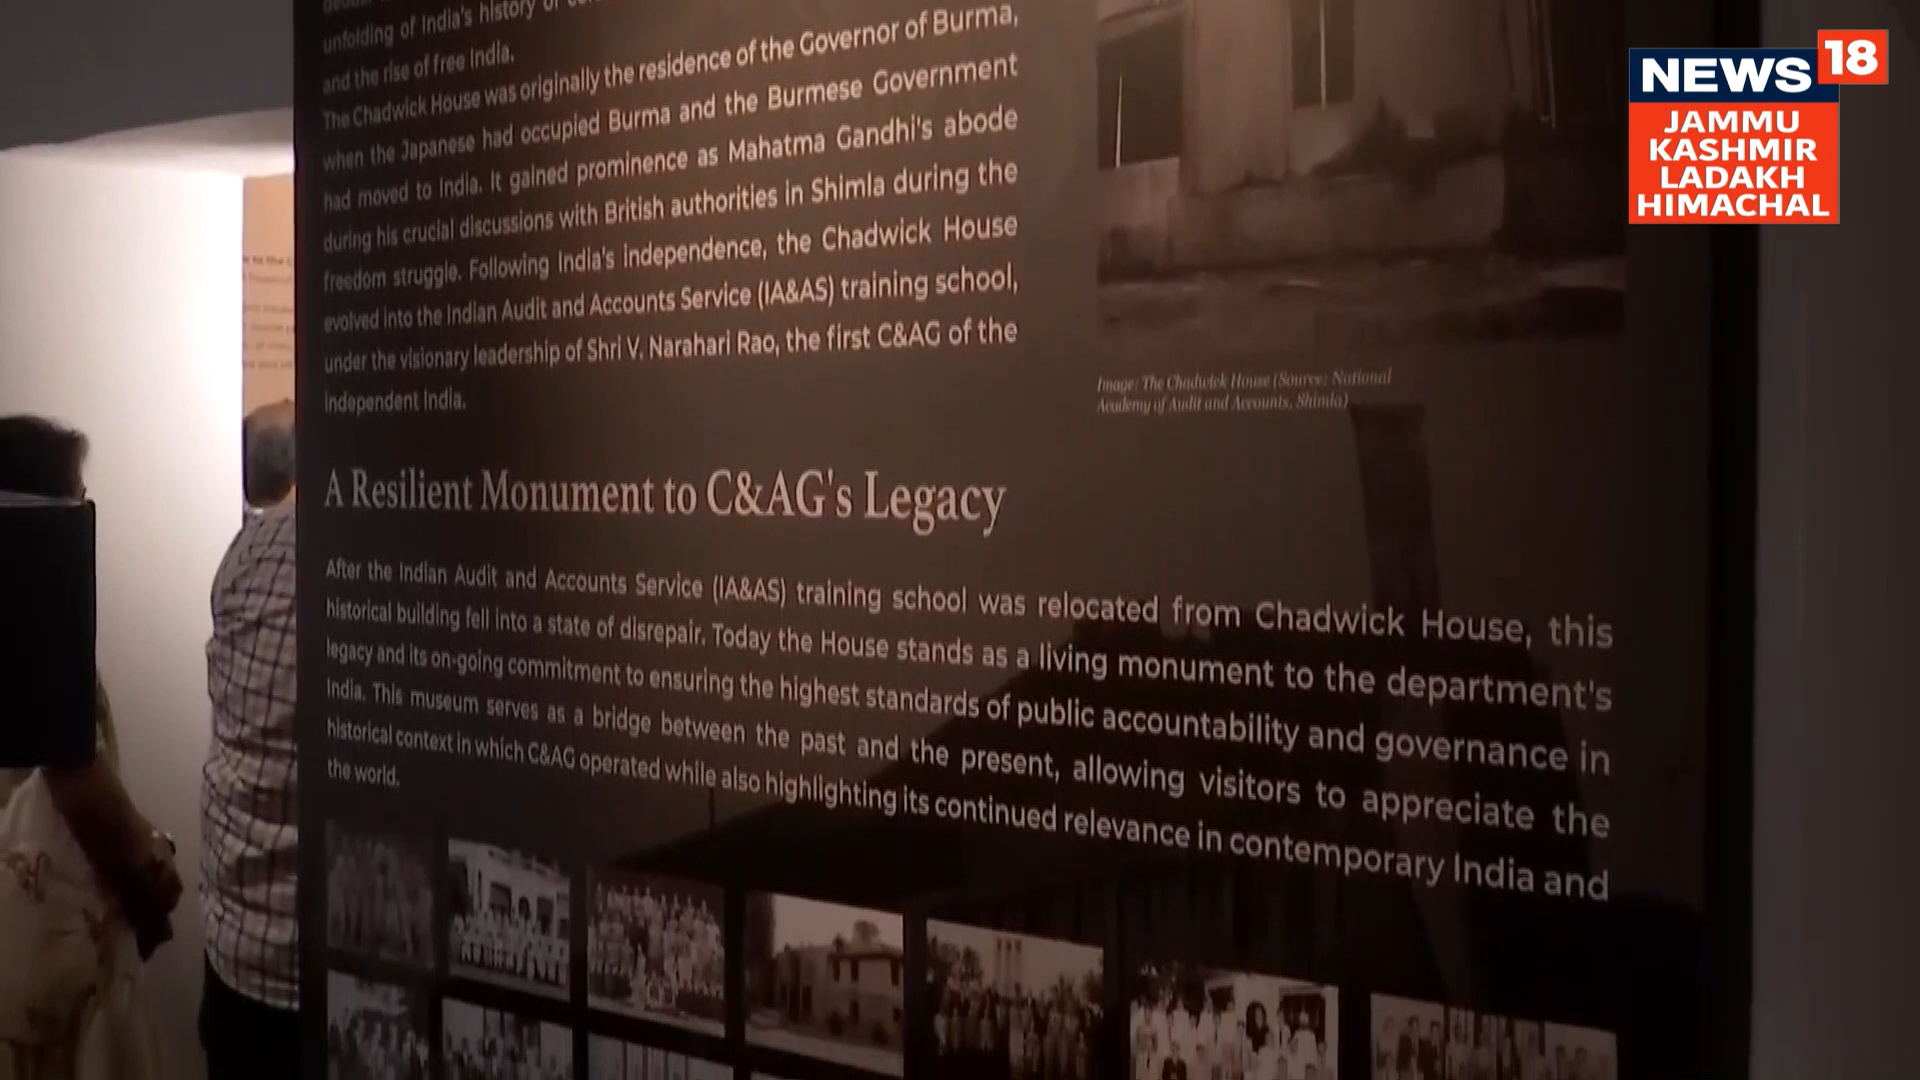 unfolding of India's history of
and the rise of free India.
The Chadwick House was originally the residence of the Governor of Burma,
when the Japanese had occupied Burma and the Burmese Government
had moved to India. It gained prominence as Mahatma Gandhi's abode
during his crucial discussions with British authorities in Shimla during the
freedom struggle. Following India's independence, the Chadwick House
evolved into the Indian Audit and Accounts Service (IA&AS) training school,
under the visionary leadership of Shri V. Narahari Rao, the first C&AG of the
independent India.
Image: The Chadwick House (Source: National
Academy of Audit and Accounts, Shimla)
A Resilient Monument to C&AG's Legacy
After the Indian Audit and Accounts Service (IA&AS) training school was relocated from Chadwick House, this
historical building fell into a state of disrepair. Today the House stands as a living monument to the department's
legacy and its on-going commitment to ensuring the highest standards of public accountability and governance in
India. This museum serves as a bridge between the past and the present, allowing visitors to appreciate the
historical context in which C&AG operated while also highlighting its continued relevance in contemporary India and
the world.
NEWS 18
JAMMU
KASHMIR
LADAKH
HIMACHAL